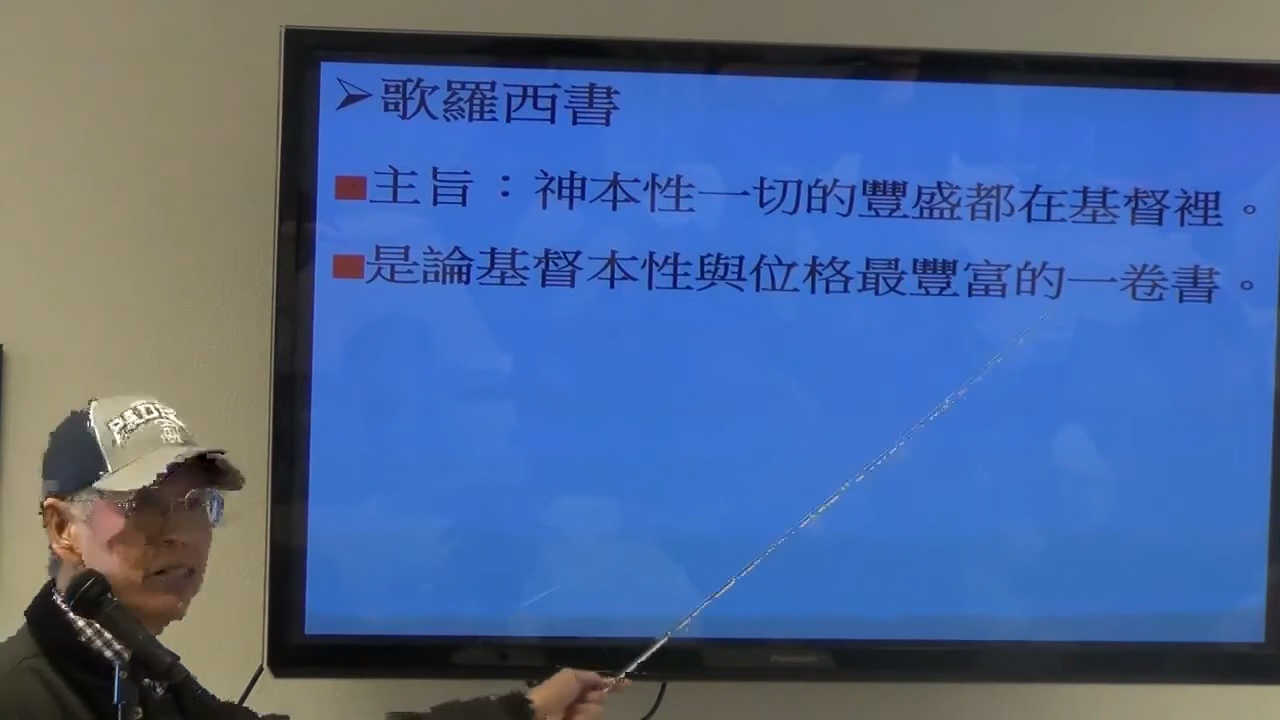 歌羅西書
主旨：神本性一切的豐盛都在基督裡。
是論基督本性與位格最豐富的一卷書。
Panasonic